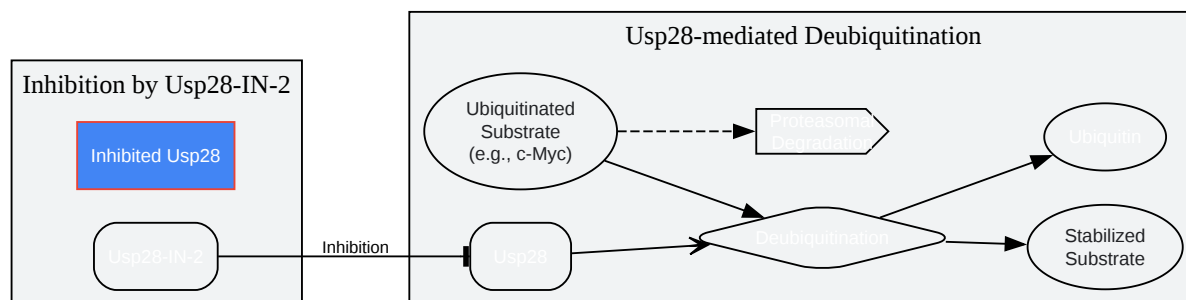 Inhibition by Usp28-IN-2
Inhibited Usp28
Usp28-IN-2
Inhibition
Usp28-mediated Deubiquitination
Ubiquitinated
Substrate
(e.g., c-Myc)
Proteasomal
Degradation
Ubiquitin
Usp28
Deubiquitination
Stabilized
Substrate